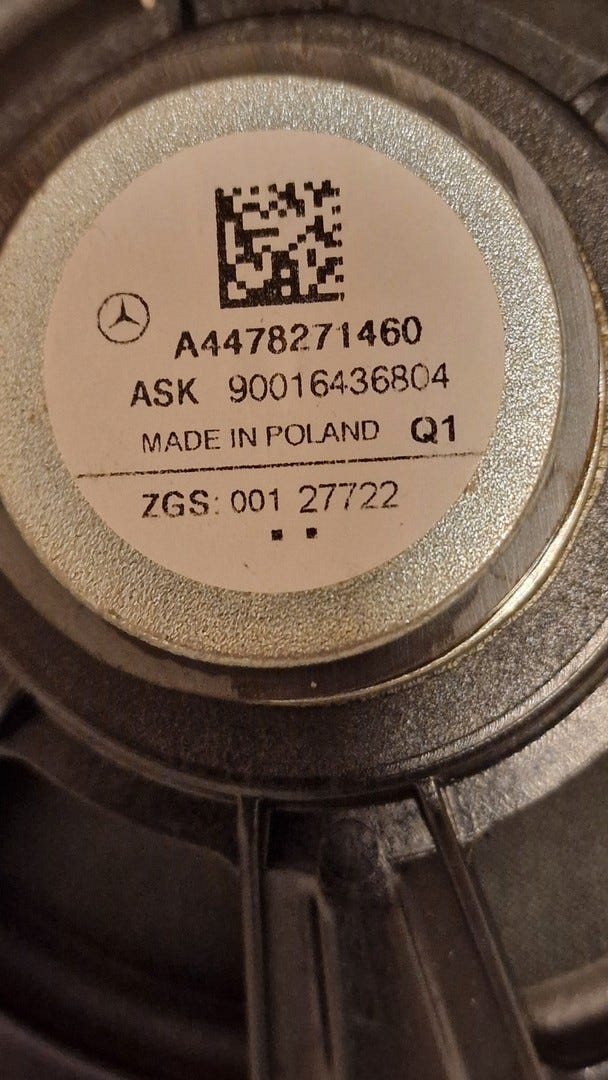 A4478271460
ASK 90016436804
MADE IN POLAND Q1
ZGS: 001 27722